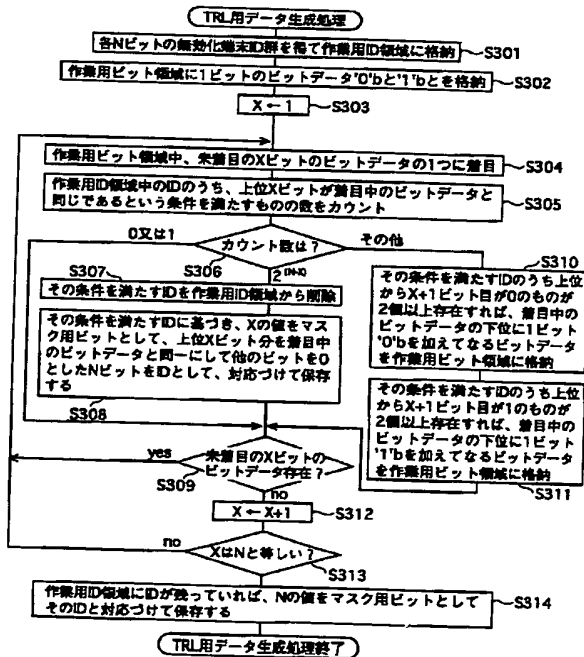 TRL用データ生成処理
各Nビットの無効化端末ID群を得て作業用ID領域に格納
S301
作業用ビット領域に1ビットのビットデータ'0'bと'1'bとを格納
S302
X ← 1
S303
作業用ビット領域中、未着目のXビットのビットデータの1つに着目
S304
作業用ID領域中のIDのうち、上位Xビットが着目中のビットデータと
同じであるという条件を満たすものの数をカウント
S305
カウント数は?
S306
0又は1
2^(N-X)
その他
S307
その条件を満たすIDを作業用ID領域から削除
その条件を満たすIDに基づき、Xの値をマス
ク用ビットとして、上位Xビット分を着目中
のビットデータと同一にして他のビットを0
としたNビットをIDとして、対応づけて保存
する
S308
S310
その条件を満たすIDのうち上位
からX+1ビット目が0のものが
2個以上存在すれば、着目中の
ビットデータの下位に1ビット
'0'bを加えてなるビットデータ
を作業用ビット領域に格納
その条件を満たすIDのうち上位
からX+1ビット目が1のものが
2個以上存在すれば、着目中の
ビットデータの下位に1ビット
'1'bを加えてなるビットデータ
を作業用ビット領域に格納
S311
yes
未着目のXビットの
ビットデータ存在?
S309
no
X ← X+1
S312
no
XはNと等しい?
S313
作業用ID領域にIDが残っていれば、Nの値をマスク用ビットとして
そのIDと対応づけて保存する
S314
TRL用データ生成処理終了